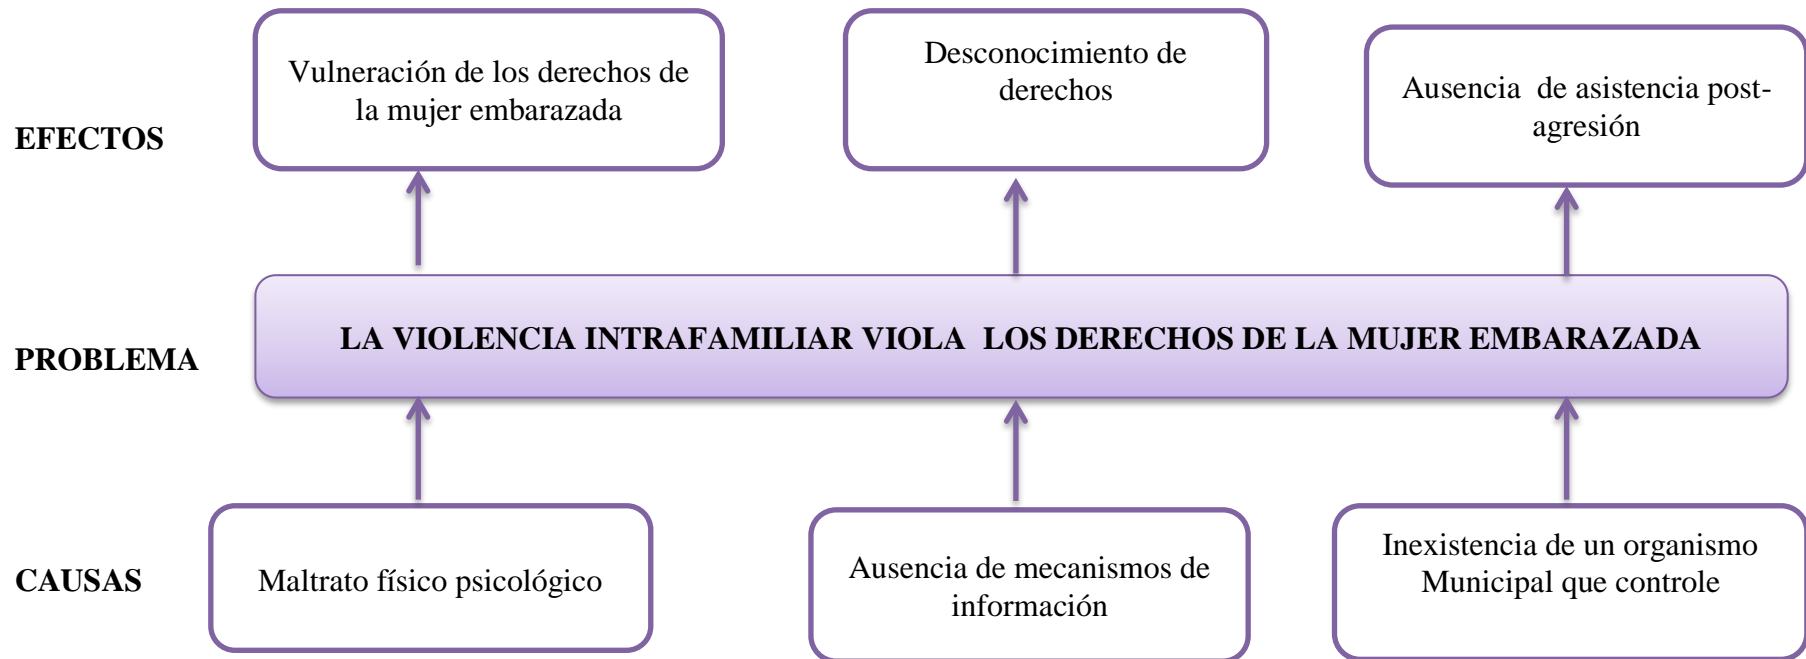 Vulneración de los derechos de
la mujer embarazada
Desconocimiento de
derechos
Ausencia  de asistencia post-
agresión
EFECTOS
LA VIOLENCIA INTRAFAMILIAR VIOLA  LOS DERECHOS DE LA MUJER EMBARAZADA
PROBLEMA
Maltrato físico psicológico
Ausencia de mecanismos de
información
Inexistencia de un organismo
Municipal que controle
CAUSAS